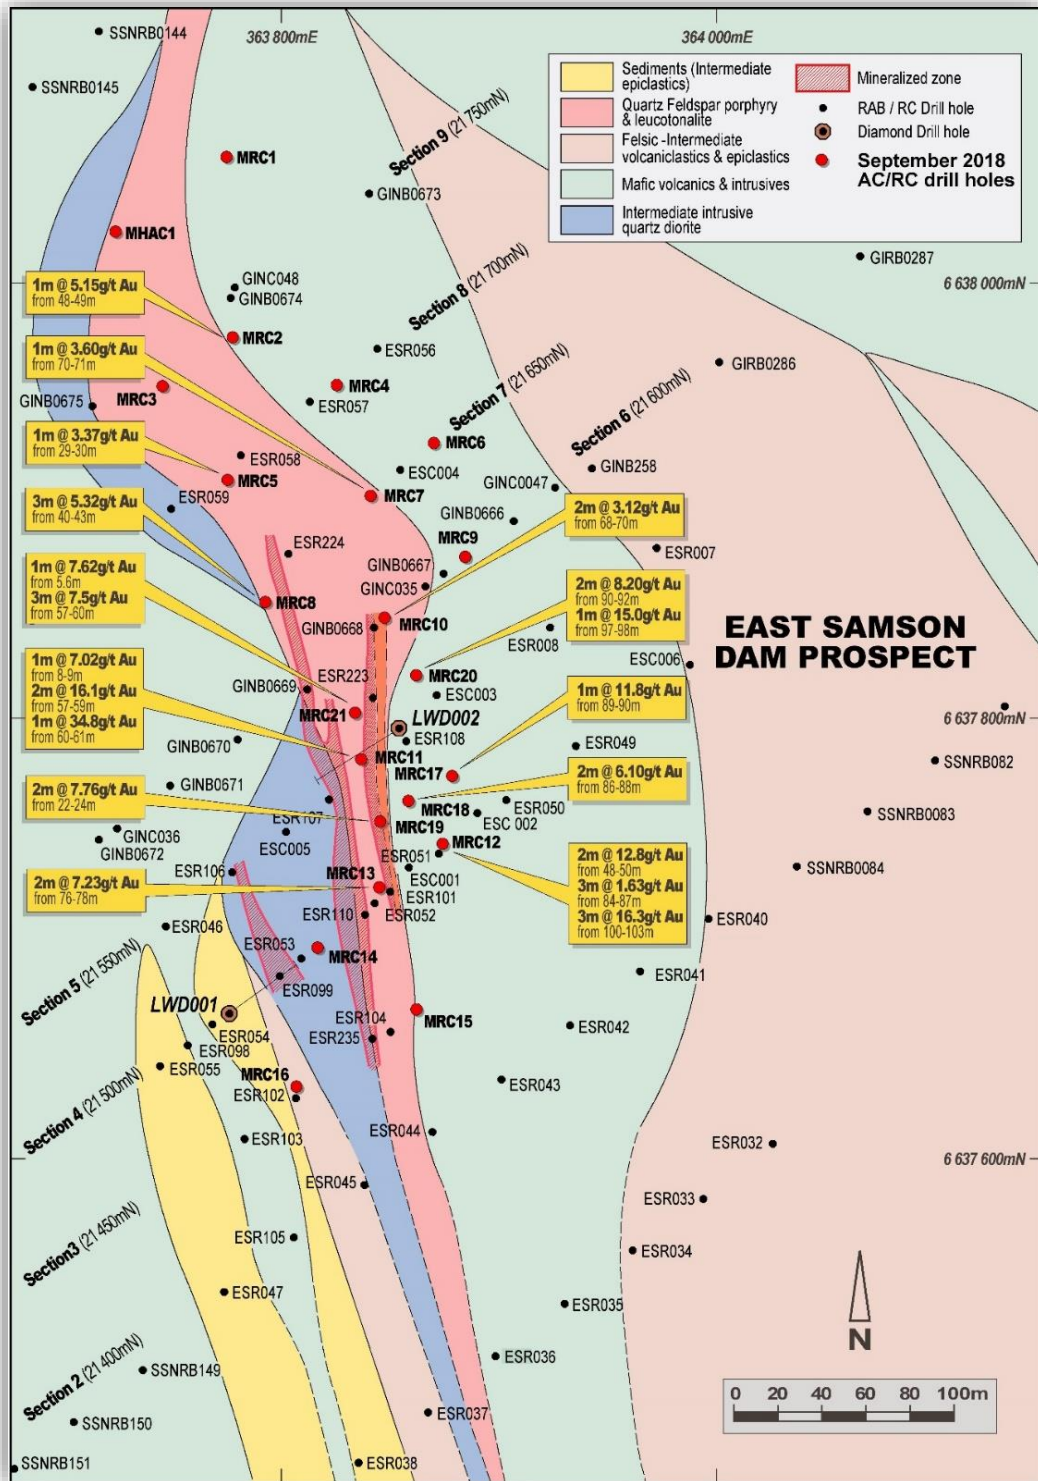 SSNRB0144
363 800mE
364 000mE
SSNRB0145
Sediments (Intermediate
epiclastics)
Quartz Feldspar porphyry
& leucotonalite
Felsic -Intermediate
volcaniclastics & epiclastics
Mafic volcanics & intrusives
Intermediate intrusive
quartz diorite
Mineralized zone
RAB / RC Drill hole
Diamond Drill hole
September 2018
AC/RC drill holes
Section 9 (21 750mN)
MRC1
GINB0673
MHAC1
GIRB0287
1m @ 5.15g/t Au
from 48-49m
GINC048
GINB0674
Section 8 (21 700mN)
6 638 000mN
MRC2
1m @ 3.60g/t Au
from 70-71m
ESR056
GIRB0286
MRC3
GINB0675
MRC4
ESR057
Section 7 (21 650mN)
Section 6 (21 600mN)
1m @ 3.37g/t Au
from 29-30m
MRC6
ESR058
MRC5
ESC004
GINB258
GINC0047
ESR059
MRC7
3m @ 5.32g/t Au
from 40-43m
2m @ 3.12g/t Au
from 68-70m
GINB0666
ESR224
MRC9
ESR007
1m @ 7.62g/t Au
from 5.6m
3m @ 7.5g/t Au
from 57-60m
GINB0667
GINC035
MRC8
MRC10
GINB0668
2m @ 8.20g/t Au
from 90-92m
1m @ 15.0g/t Au
from 97-98m
ESR008
EAST SAMSON
DAM PROSPECT
ESC006
1m @ 7.02g/t Au
from 8-9m
2m @ 16.1g/t Au
from 57-59m
1m @ 34.8g/t Au
from 60-61m
ESR223
MRC20
GINB0669
ESC003
MRC21
LWD002
1m @ 11.8g/t Au
from 89-90m
6 637 800mN
GINB0670
ESR108
ESR049
MRC11
MRC17
SSNRB082
GINB0671
2m @ 7.76g/t Au
from 22-24m
2m @ 6.10g/t Au
from 86-88m
MRC18
ESR050
ESC 002
SSNRB0083
ESR107
MRC19
GINC036
GINB0672
ESC005
MRC12
ESR051
2m @ 12.8g/t Au
from 48-50m
3m @ 1.63g/t Au
from 84-87m
3m @ 16.3g/t Au
from 100-103m
SSNRB0084
ESR106
ESC001
2m @ 7.23g/t Au
from 76-78m
MRC13
ESR101
ESR052
ESR110
ESR046
ESR040
ESR053
MRC14
Section 5 (21 550mN)
ESR041
ESR099
LWD001
MRC15
ESR054
ESR104
ESR235
ESR042
ESR098
ESR055
MRC16
ESR102
ESR043
Section 4 (21 500mN)
ESR103
ESR044
ESR032
6 637 600mN
ESR045
ESR033
Section3 (21 450mN)
ESR105
ESR034
ESR047
ESR035
N
ESR036
SSNRB149
Section 2 (21 400mN)
0 20 40 60 80 100m
SSNRB150
ESR037
SSNRB151
ESR038